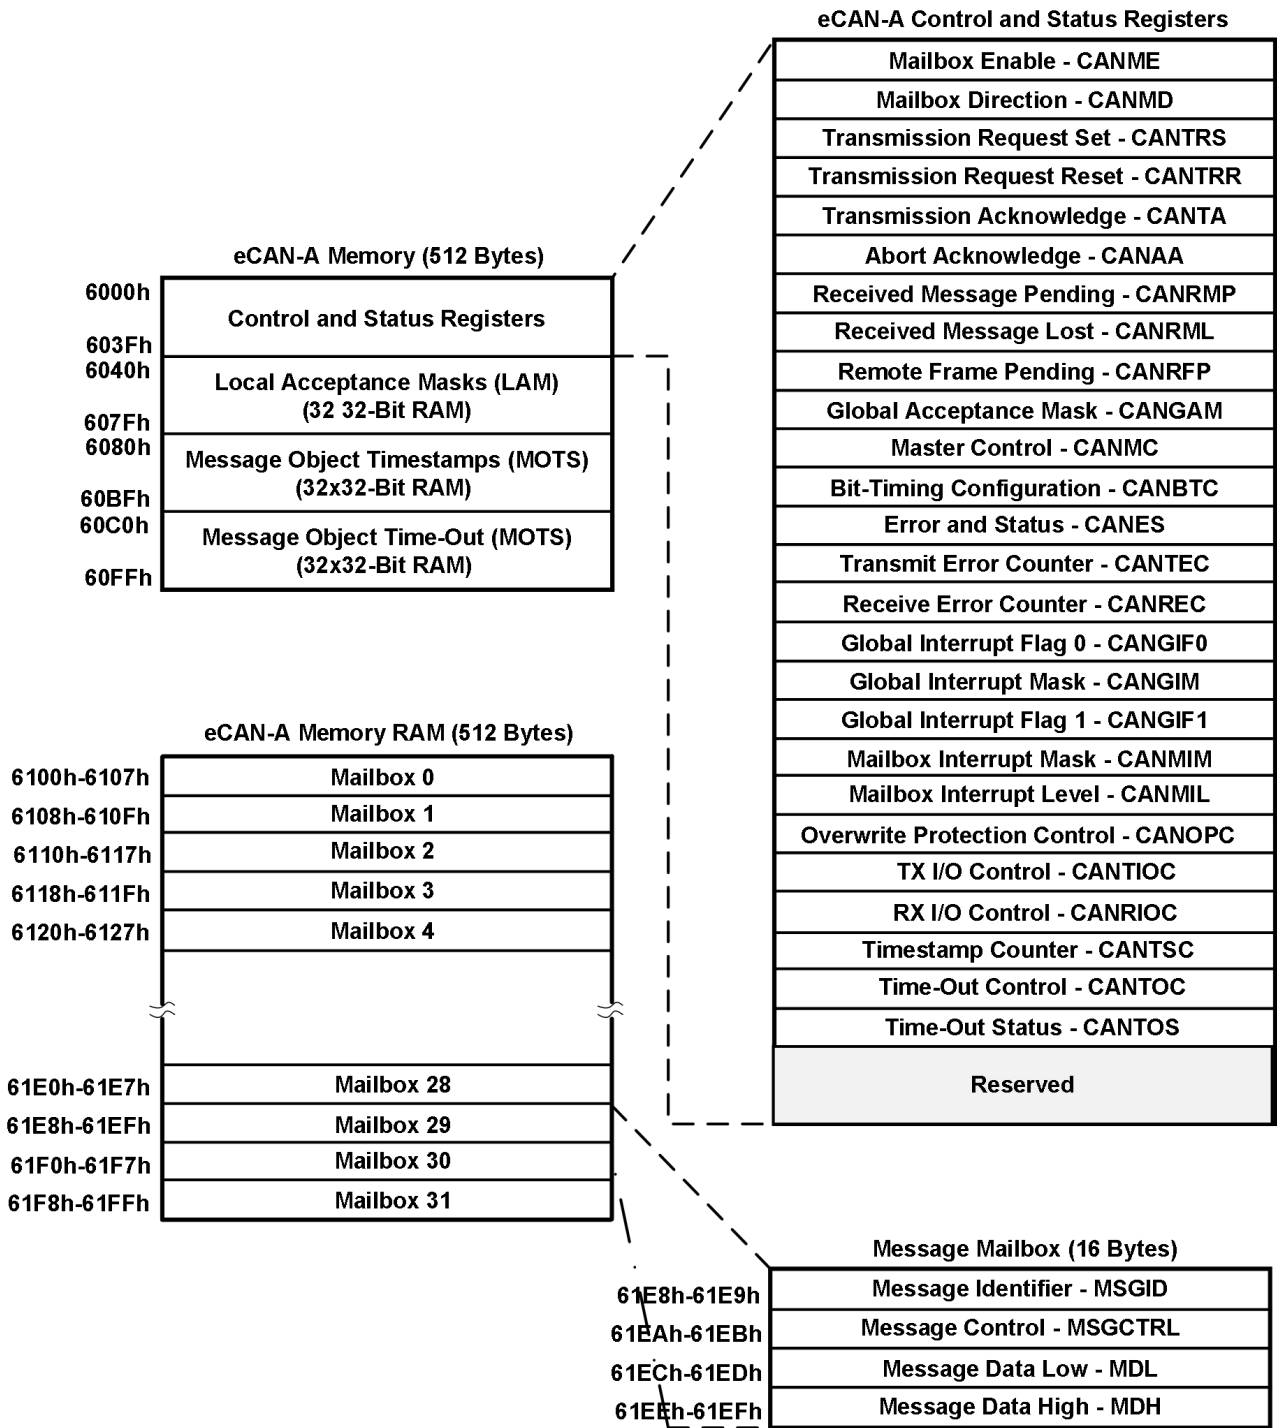 eCAN-A Control and Status Registers
Mailbox Enable - CANME
Mailbox Direction - CANMD
Transmission Request Set - CANTRS
Transmission Request Reset - CANTRR
Transmission Acknowledge - CANTA
Abort Acknowledge - CANAA
Received Message Pending - CANRMP
Received Message Lost - CANRML
Remote Frame Pending - CANRFP
Global Acceptance Mask - CANGAM
Master Control - CANMC
Bit-Timing Configuration - CANBTC
Error and Status - CANES
Transmit Error Counter - CANTEC
Receive Error Counter - CANREC
Global Interrupt Flag 0 - CANGIF0
Global Interrupt Mask - CANGIM
Global Interrupt Flag 1 - CANGIF1
Mailbox Interrupt Mask - CANMIM
Mailbox Interrupt Level - CANMIL
Overwrite Protection Control - CANOPC
TX I/O Control - CANTIOC
RX I/O Control - CANRIOC
Timestamp Counter - CANTSC
Time-Out Control - CANTOC
Time-Out Status - CANTOS
Reserved
eCAN-A Memory (512 Bytes)
6000h
Control and Status Registers
603Fh
6040h
Local Acceptance Masks (LAM)
(32 32-Bit RAM)
607Fh
6080h
Message Object Timestamps (MOTS)
(32x32-Bit RAM)
60BFh
60C0h
Message Object Time-Out (MOTS)
(32x32-Bit RAM)
60FFh
eCAN-A Memory RAM (512 Bytes)
6100h-6107h Mailbox 0
6108h-610Fh Mailbox 1
6110h-6117h Mailbox 2
6118h-611Fh Mailbox 3
6120h-6127h Mailbox 4
61E0h-61E7h Mailbox 28
61E8h-61EFh Mailbox 29
61F0h-61F7h Mailbox 30
61F8h-61FFh Mailbox 31
Message Mailbox (16 Bytes)
61E8h-61E9h Message Identifier - MSGID
61EAh-61EBh Message Control - MSGCTRL
61ECh-61EDh Message Data Low - MDL
61EEh-61EFh Message Data High - MDH